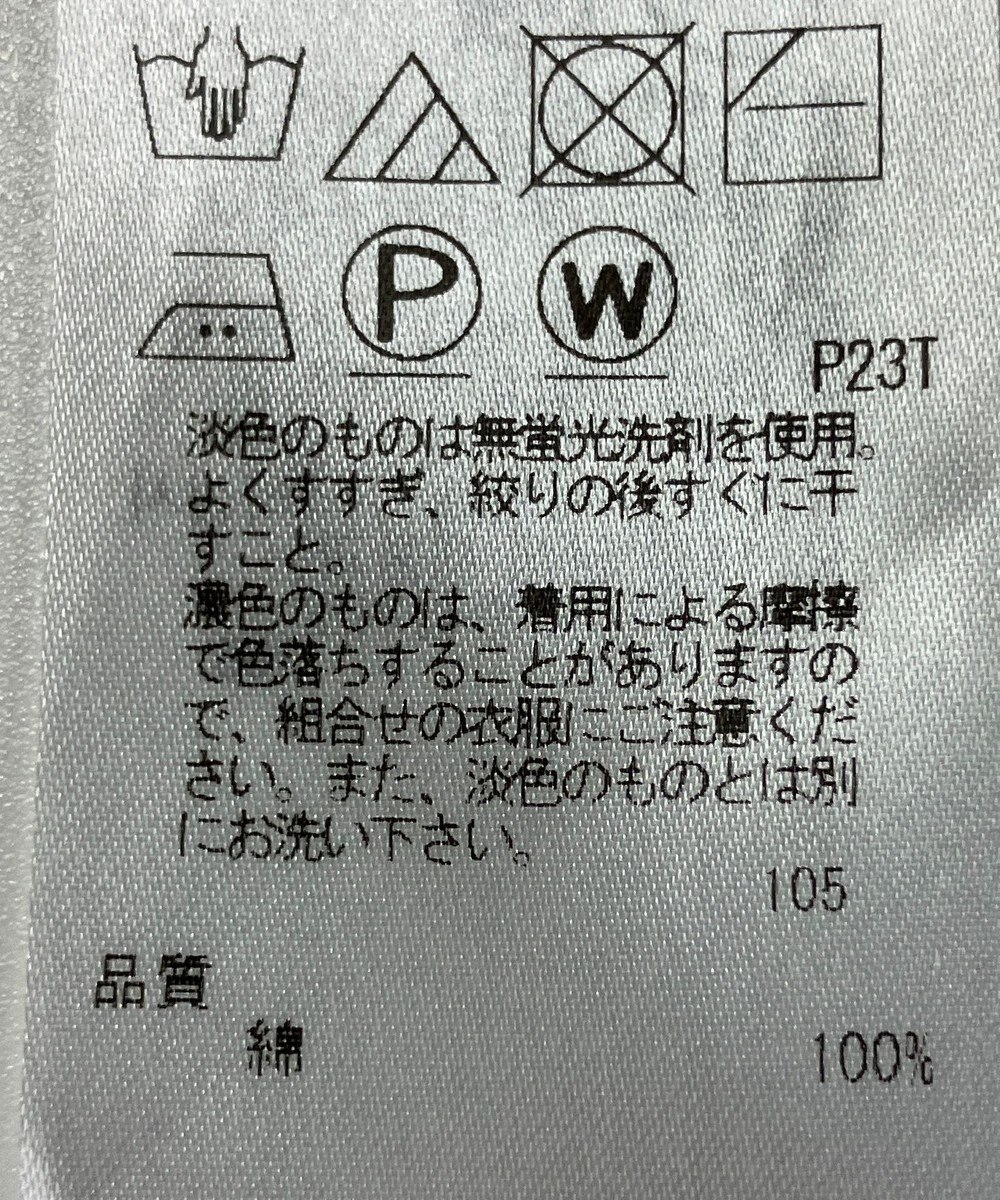 P W
P23T
淡色のものは無蛍光洗剤を使用。
よくすすぎ、絞りの後すぐに干
すこと。
濃色のものは、着用による摩擦
で色落ちすることがありますの
で、組合せの衣服にご注意くだ
さい。また、淡色のものとは別
にお洗い下さい。
105
品質
綿 100%